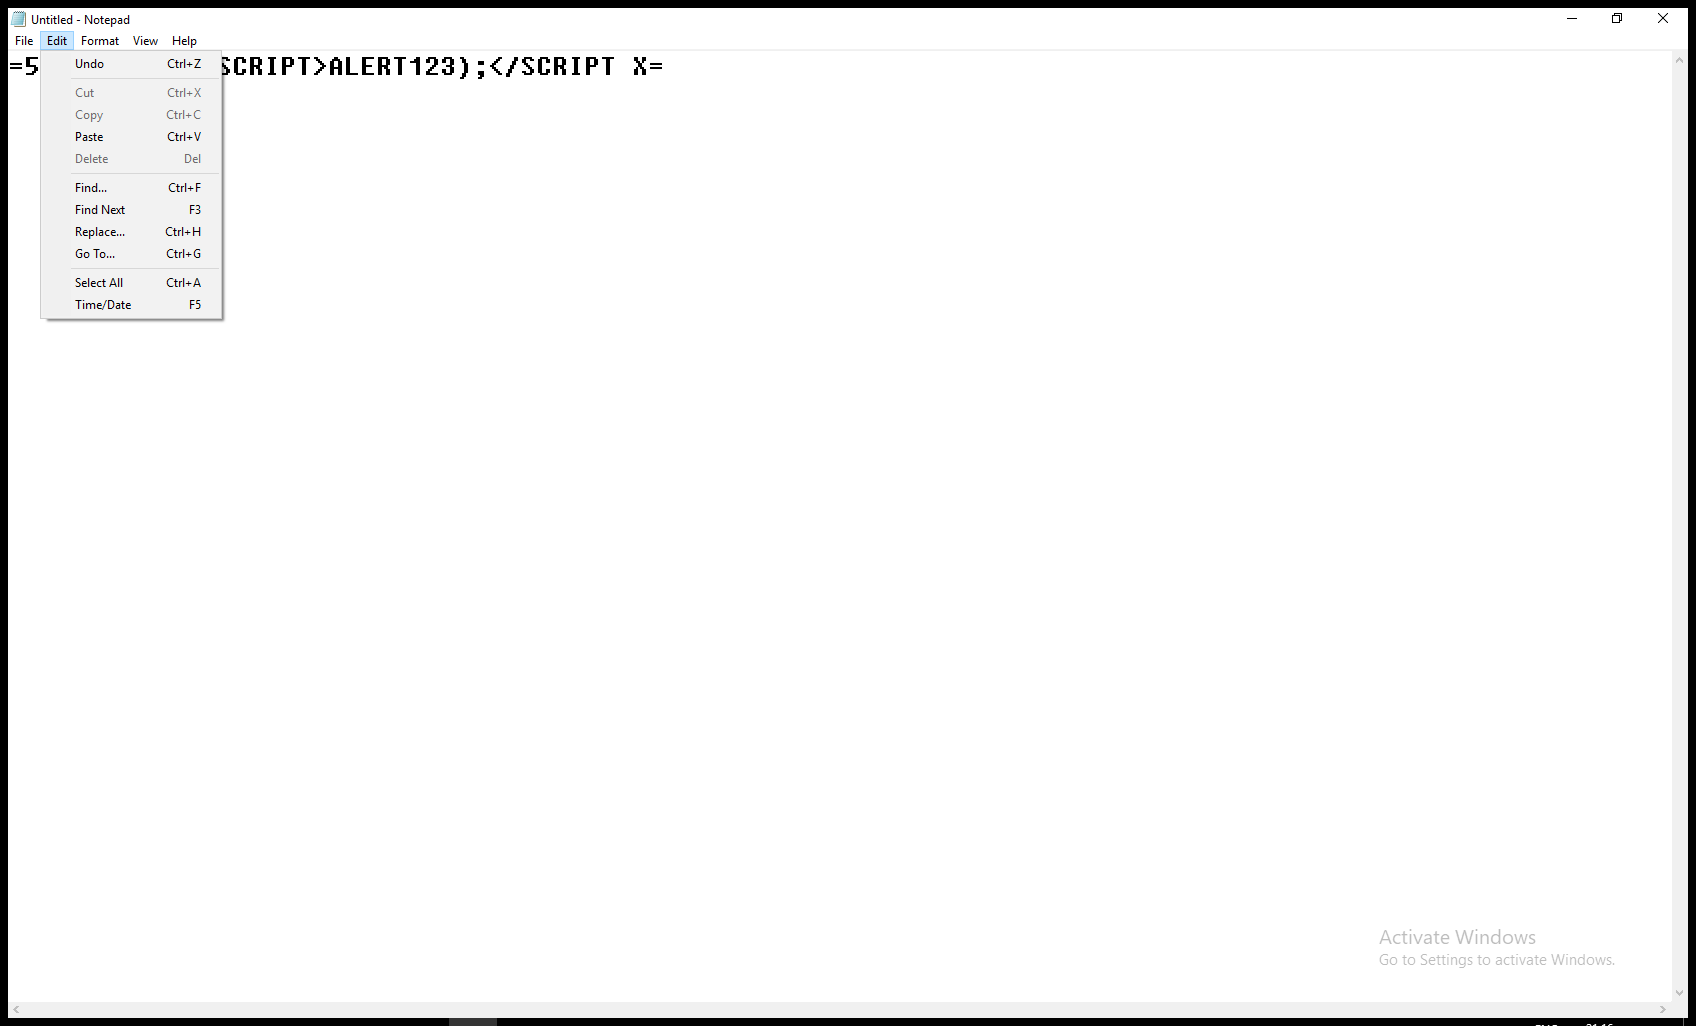 Untitled - Notepad
File Edit Format View Help
=5 SCRIPT>ALERT123);</SCRIPT X=
Undo Ctrl+Z
Cut Ctrl+X
Copy Ctrl+C
Paste Ctrl+V
Delete Del
Find... Ctrl+F
Find Next F3
Replace... Ctrl+H
Go To... Ctrl+G
Select All Ctrl+A
Time/Date F5
Activate Windows
Go to Settings to activate Windows.